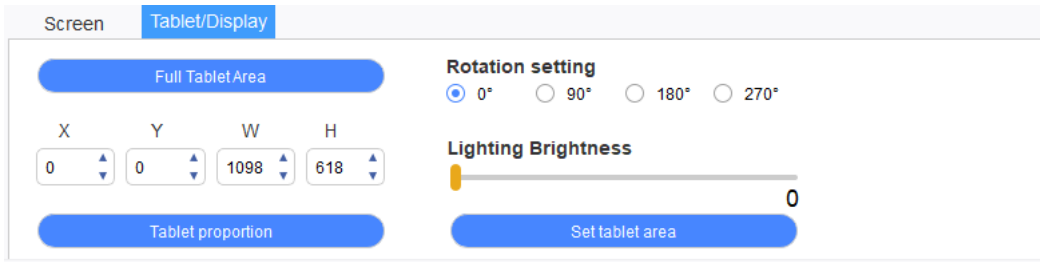 Screen Tablet/Display
Full Tablet Area
Rotation setting
0° 90° 180° 270°
X Y W H
0 0 1098 618
Lighting Brightness
0
Tablet proportion
Set tablet area